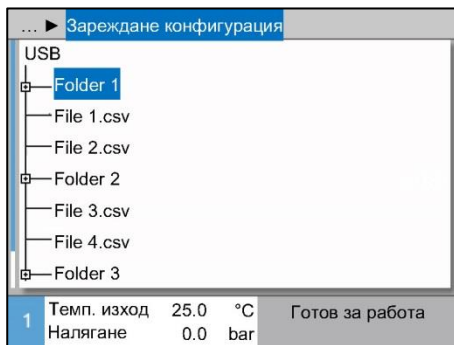 ... ► Зареждане конфигурация
USB
Folder 1
File 1.csv
File 2.csv
Folder 2
File 3.csv
File 4.csv
Folder 3
1 Темп. изход 25.0 °C Готов за работа
Налягане 0.0 bar